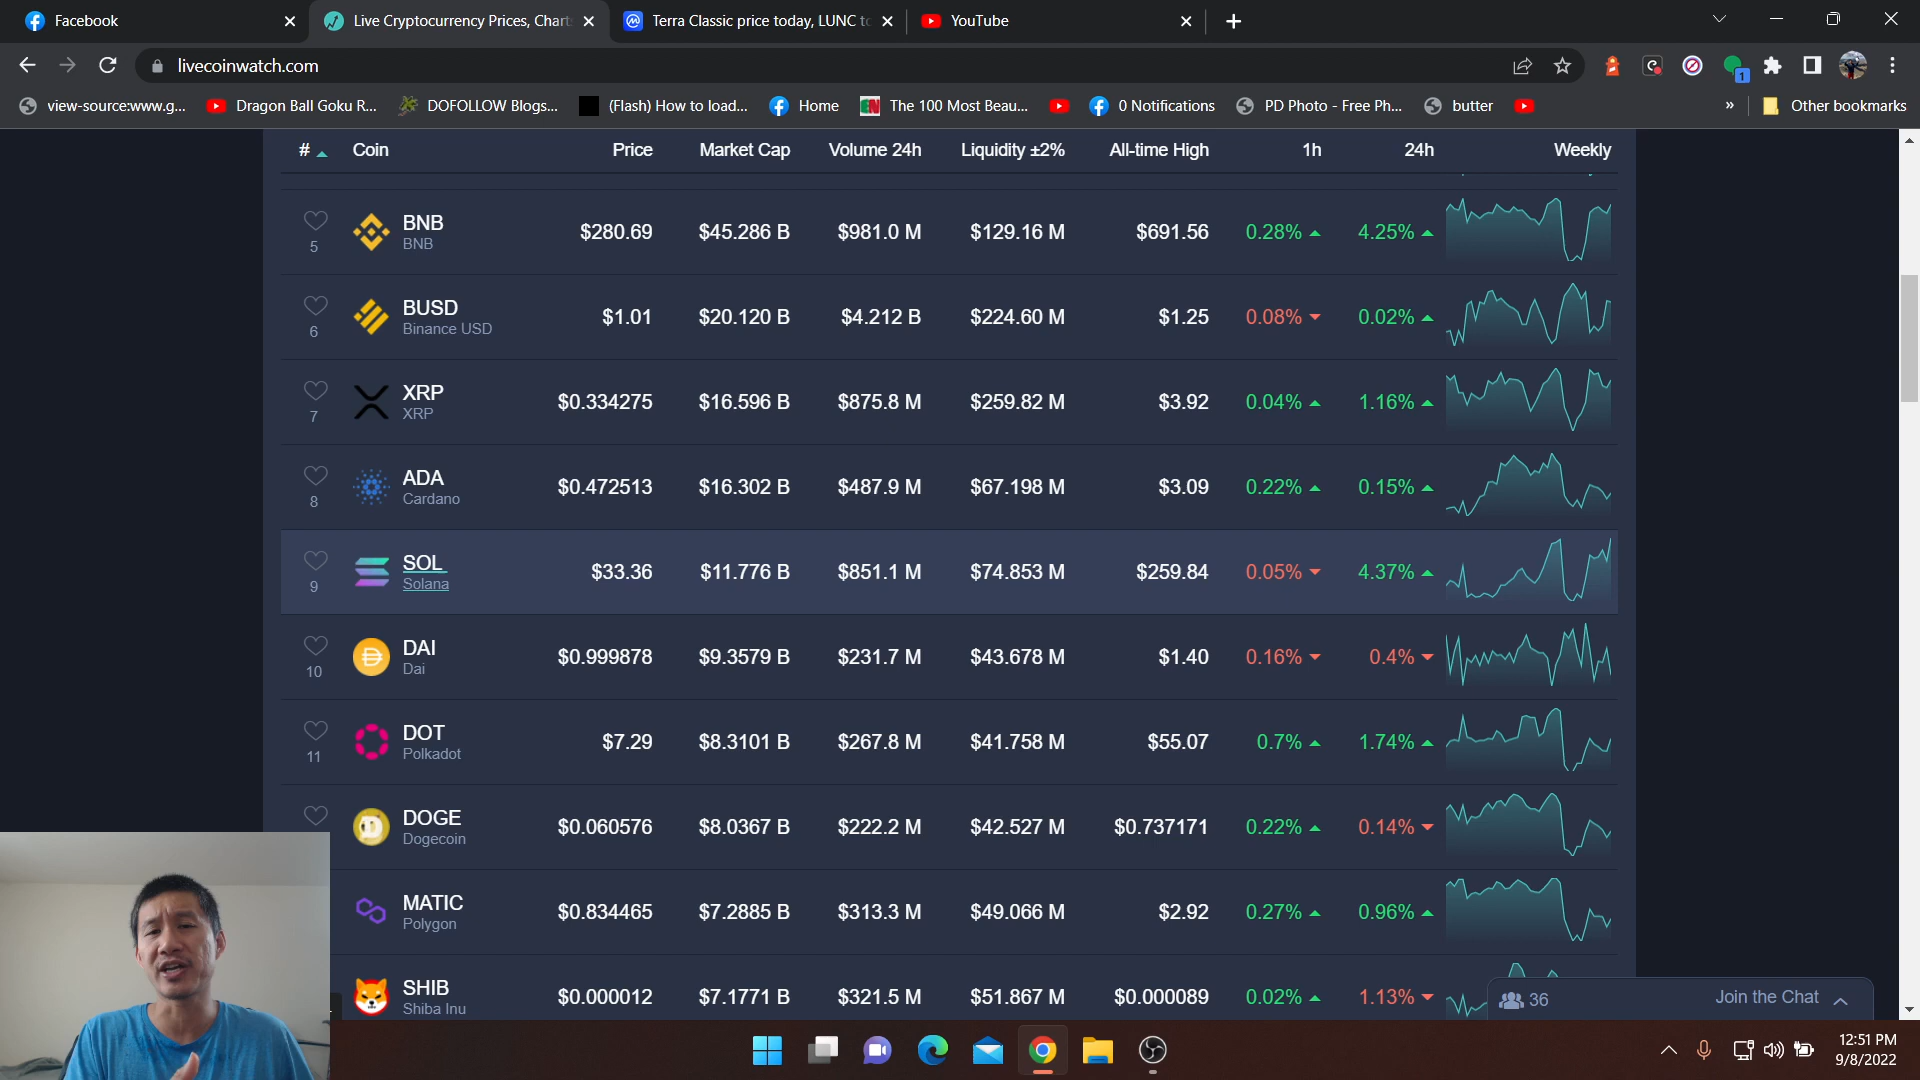 Facebook
Live Cryptocurrency Prices, Chart
Terra Classic price today, LUNC to
YouTube
livecoinwatch.com
1
view-source:www.g...
Dragon Ball Goku R...
DOFOLLOW Blogs...
(Flash) How to load...
Home
The 100 Most Beau...
0 Notifications
PD Photo - Free Ph...
butter
»
Other bookmarks
# Coin Price Market Cap Volume 24h Liquidity ±2% All-time High 1h 24h Weekly
BNB
5 BNB $280.69 $45.286 B $981.0 M $129.16 M $691.56 0.28% 4.25%
BUSD
6 Binance USD $1.01 $20.120 B $4.212 B $224.60 M $1.25 0.08% 0.02%
XRP
7 XRP $0.334275 $16.596 B $875.8 M $259.82 M $3.92 0.04% 1.16%
ADA
8 Cardano $0.472513 $16.302 B $487.9 M $67.198 M $3.09 0.22% 0.15%
SOL
9 Solana $33.36 $11.776 B $851.1 M $74.853 M $259.84 0.05% 4.37%
DAI
10 Dai $0.999878 $9.3579 B $231.7 M $43.678 M $1.40 0.16% 0.4%
DOT
11 Polkadot $7.29 $8.3101 B $267.8 M $41.758 M $55.07 0.7% 1.74%
DOGE
Dogecoin $0.060576 $8.0367 B $222.2 M $42.527 M $0.737171 0.22% 0.14%
MATIC
Polygon $0.834465 $7.2885 B $313.3 M $49.066 M $2.92 0.27% 0.96%
SHIB
Shiba Inu $0.000012 $7.1771 B $321.5 M $51.867 M $0.000089 0.02% 1.13%
36 Join the Chat
12:51 PM
9/8/2022